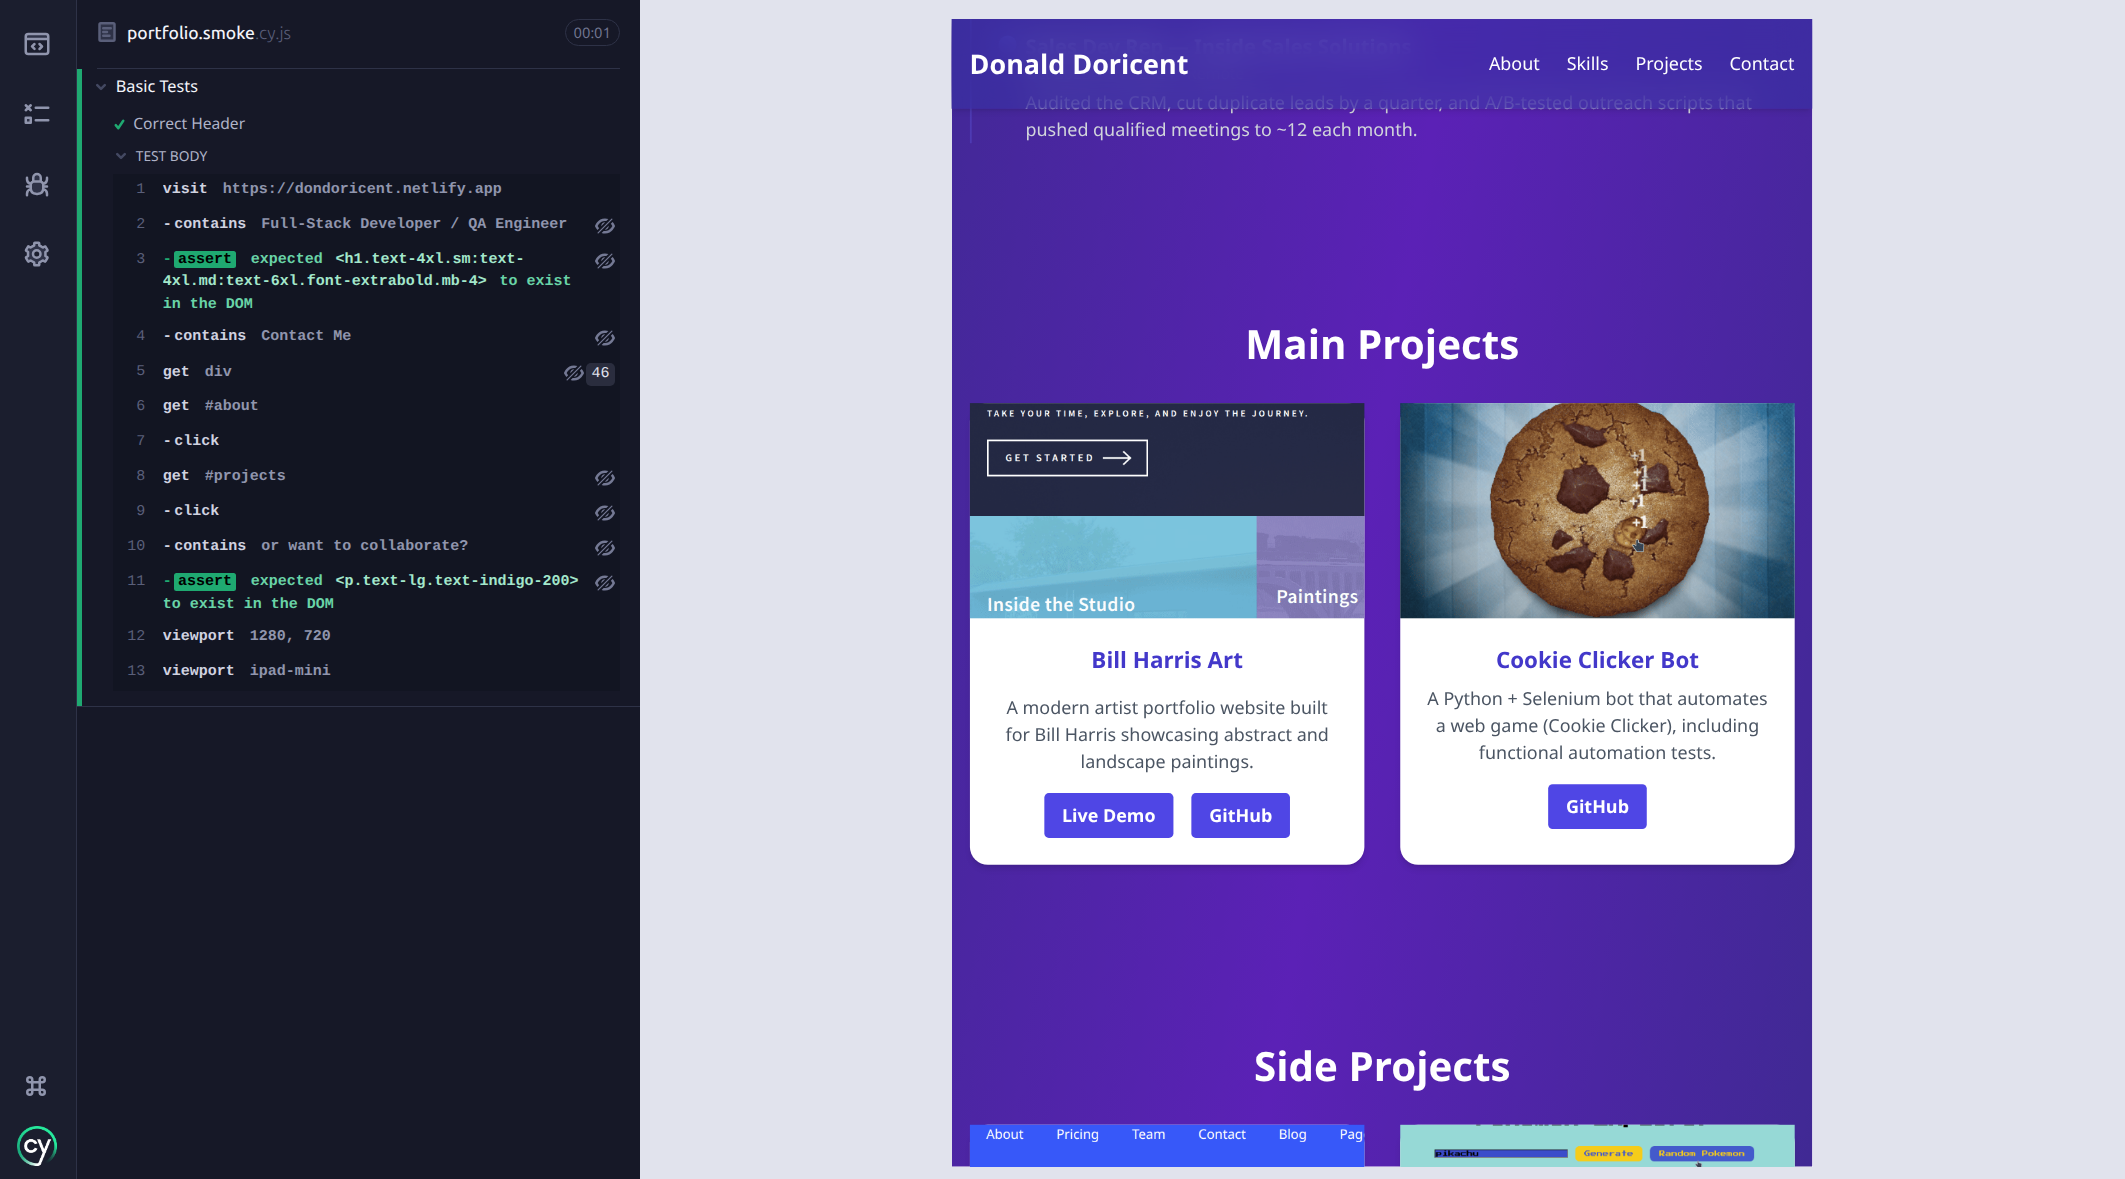 portfolio.smoke.cy.js
00:01
Basic Tests
Correct Header
TEST BODY
1 visit https://dondoricent.netlify.app
2 -contains Full-Stack Developer / QA Engineer
3 -assert expected <h1.text-4xl.sm:text-
4xl.md:text-6xl.font-extrabold.mb-4> to exist
in the DOM
4 -contains Contact Me
5 get div 46
6 get #about
7 -click
8 get #projects
9 -click
10 -contains or want to collaborate?
11 -assert expected <p.text-lg.text-indigo-200>
to exist in the DOM
12 viewport 1280, 720
13 viewport ipad-mini
cy
Sales Dev Rep — Inside Sales Solutions
Donald Doricent
About Skills Projects Contact
Audited the CRM, cut duplicate leads by a quarter, and A/B-tested outreach scripts that
pushed qualified meetings to ~12 each month.
Main Projects
TAKE YOUR TIME, EXPLORE, AND ENJOY THE JOURNEY.
GET STARTED
Inside the Studio
Paintings
+1
+1
+1
+1
+1
Bill Harris Art
A modern artist portfolio website built
for Bill Harris showcasing abstract and
landscape paintings.
Live Demo GitHub
Cookie Clicker Bot
A Python + Selenium bot that automates
a web game (Cookie Clicker), including
functional automation tests.
GitHub
Side Projects
About Pricing Team Contact Blog Pag
pikachu Generate Random Pokemon